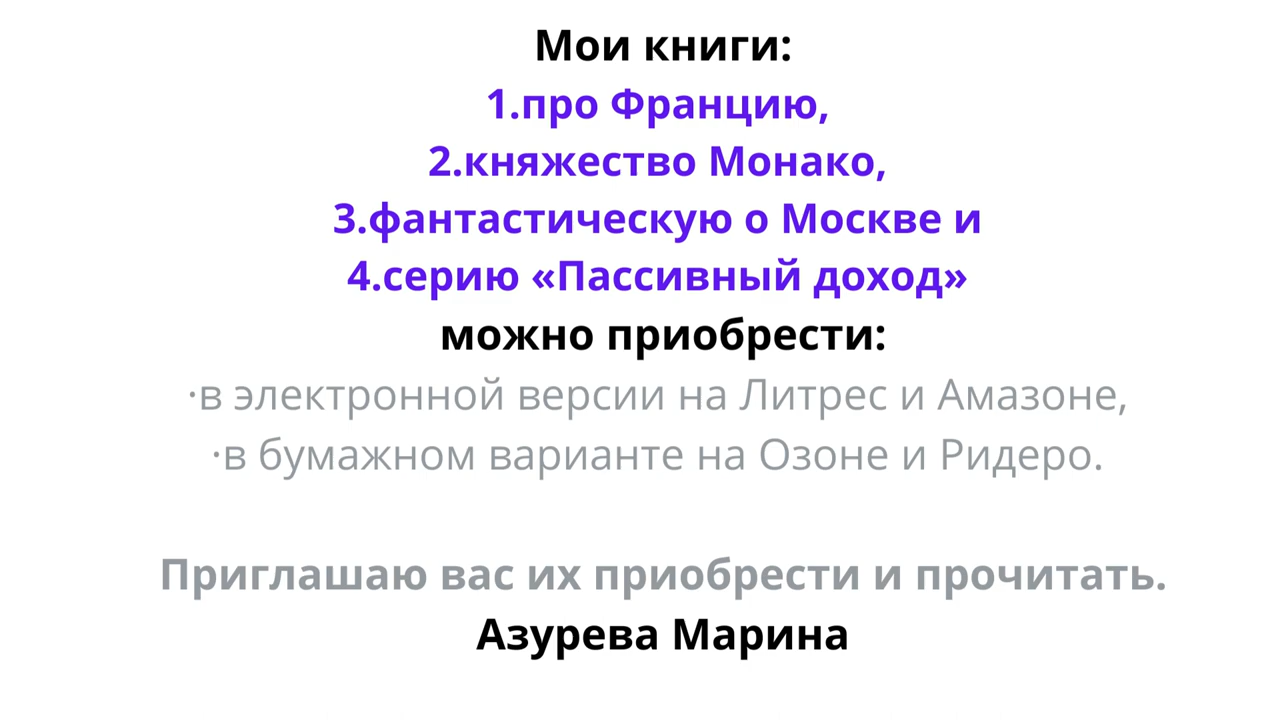 Мои книги:
1.про Францию,
2.княжество Монако,
3.фантастическую о Москве и
4.серию «Пассивный доход»
можно приобрести:
·в электронной версии на Литрес и Амазоне,
·в бумажном варианте на Озоне и Ридеро.
Приглашаю вас их приобрести и прочитать.
Азурева Марина